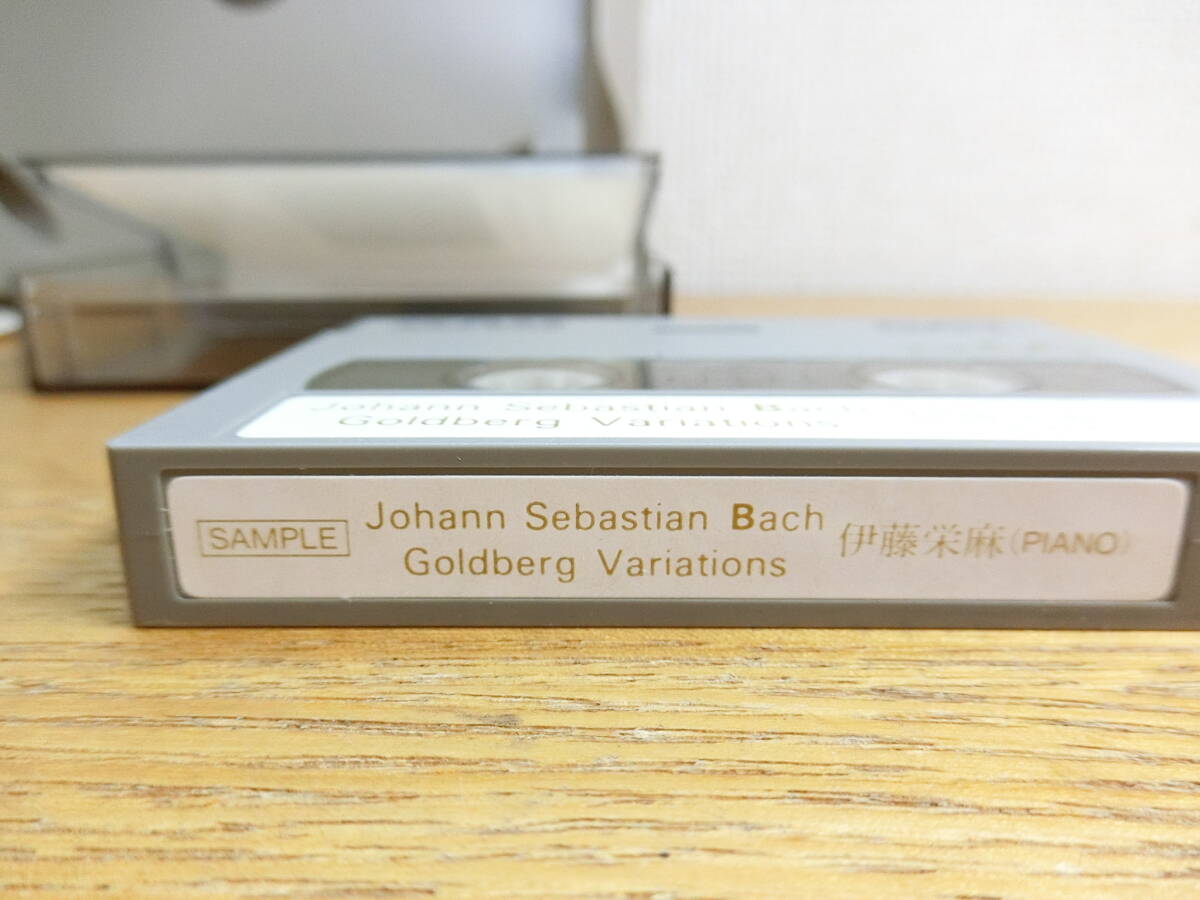 Johann Sebastian Bach
Goldberg Variations
SAMPLE
Johann Sebastian Bach
Goldberg Variations
伊藤栄麻(PIANO)